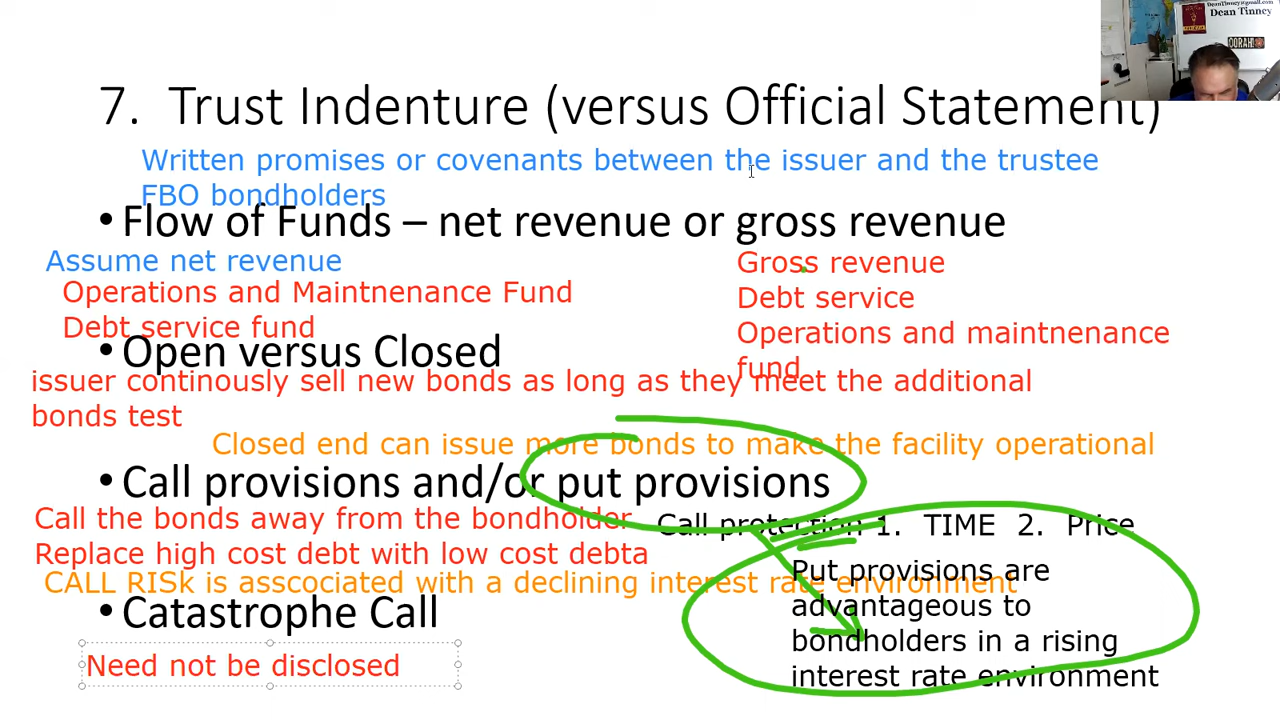 DeanTinney@gmail.com
Dean Tinney
OORAH!
7. Trust Indenture (versus Official Statement)
Written promises or covenants between the issuer and the trustee
FBO bondholders
• Flow of Funds – net revenue or gross revenue
Assume net revenue
Operations and Maintnenance Fund
Debt service fund
Gross revenue
Debt service
Operations and maintnenance
fund
• Open versus Closed
issuer continously sell new bonds as long as they meet the additional
bonds test
Closed end can issue more bonds to make the facility operational
• Call provisions and/or put provisions
Call the bonds away from the bondholder
Replace high cost debt with low cost debta
Call protection 1. TIME 2. Price
CALL RISk is asscociated with a declining interest rate environment
Put provisions are
advantageous to
bondholders in a rising
interest rate environment
• Catastrophe Call
Need not be disclosed